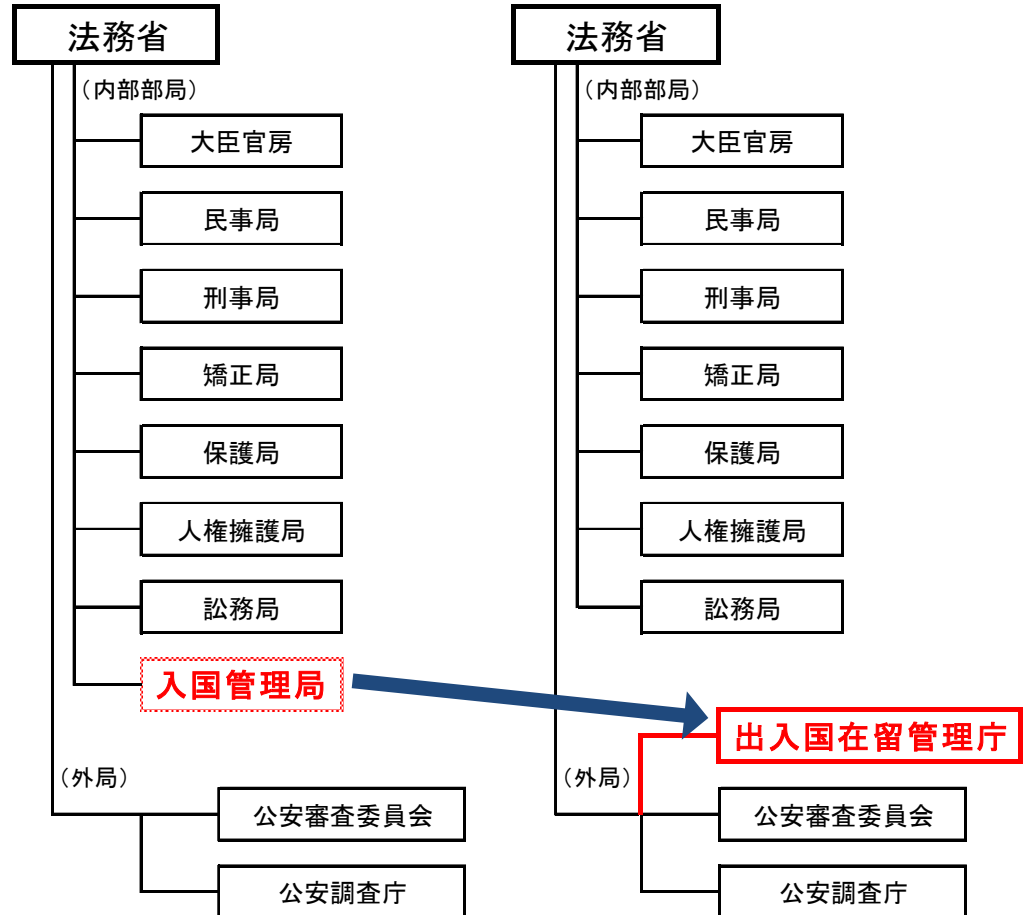 法務省
（内部部局）
大臣官房
民事局
刑事局
矯正局
保護局
人権擁護局
訟務局
入国管理局
（外局）
公安審査委員会
公安調査庁
法務省
（内部部局）
大臣官房
民事局
刑事局
矯正局
保護局
人権擁護局
訟務局
出入国在留管理庁
（外局）
公安審査委員会
公安調査庁